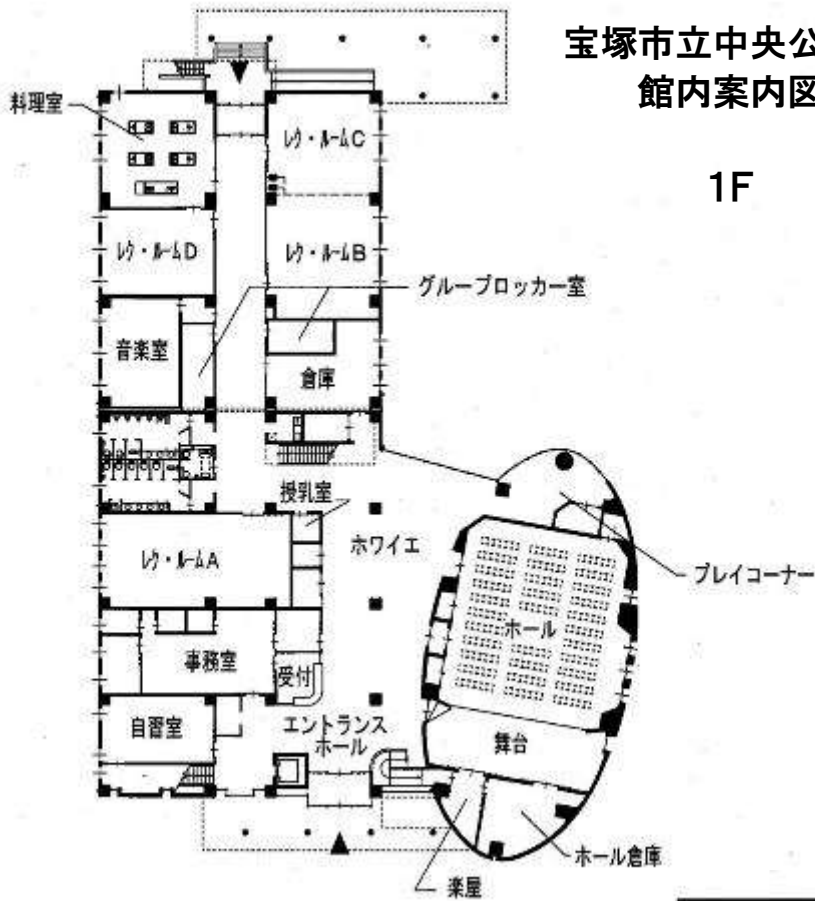 宝塚市立中央公
館内案内図
1F
料理室
レク・ルームC
レク・ルームD
レク・ルームB
グループロッカー室
音楽室
倉庫
授乳室
ホワイエ
レク・ルームA
プレイコーナー
ホール
事務室
受付
自習室
エントランス
ホール
舞台
ホール倉庫
楽屋